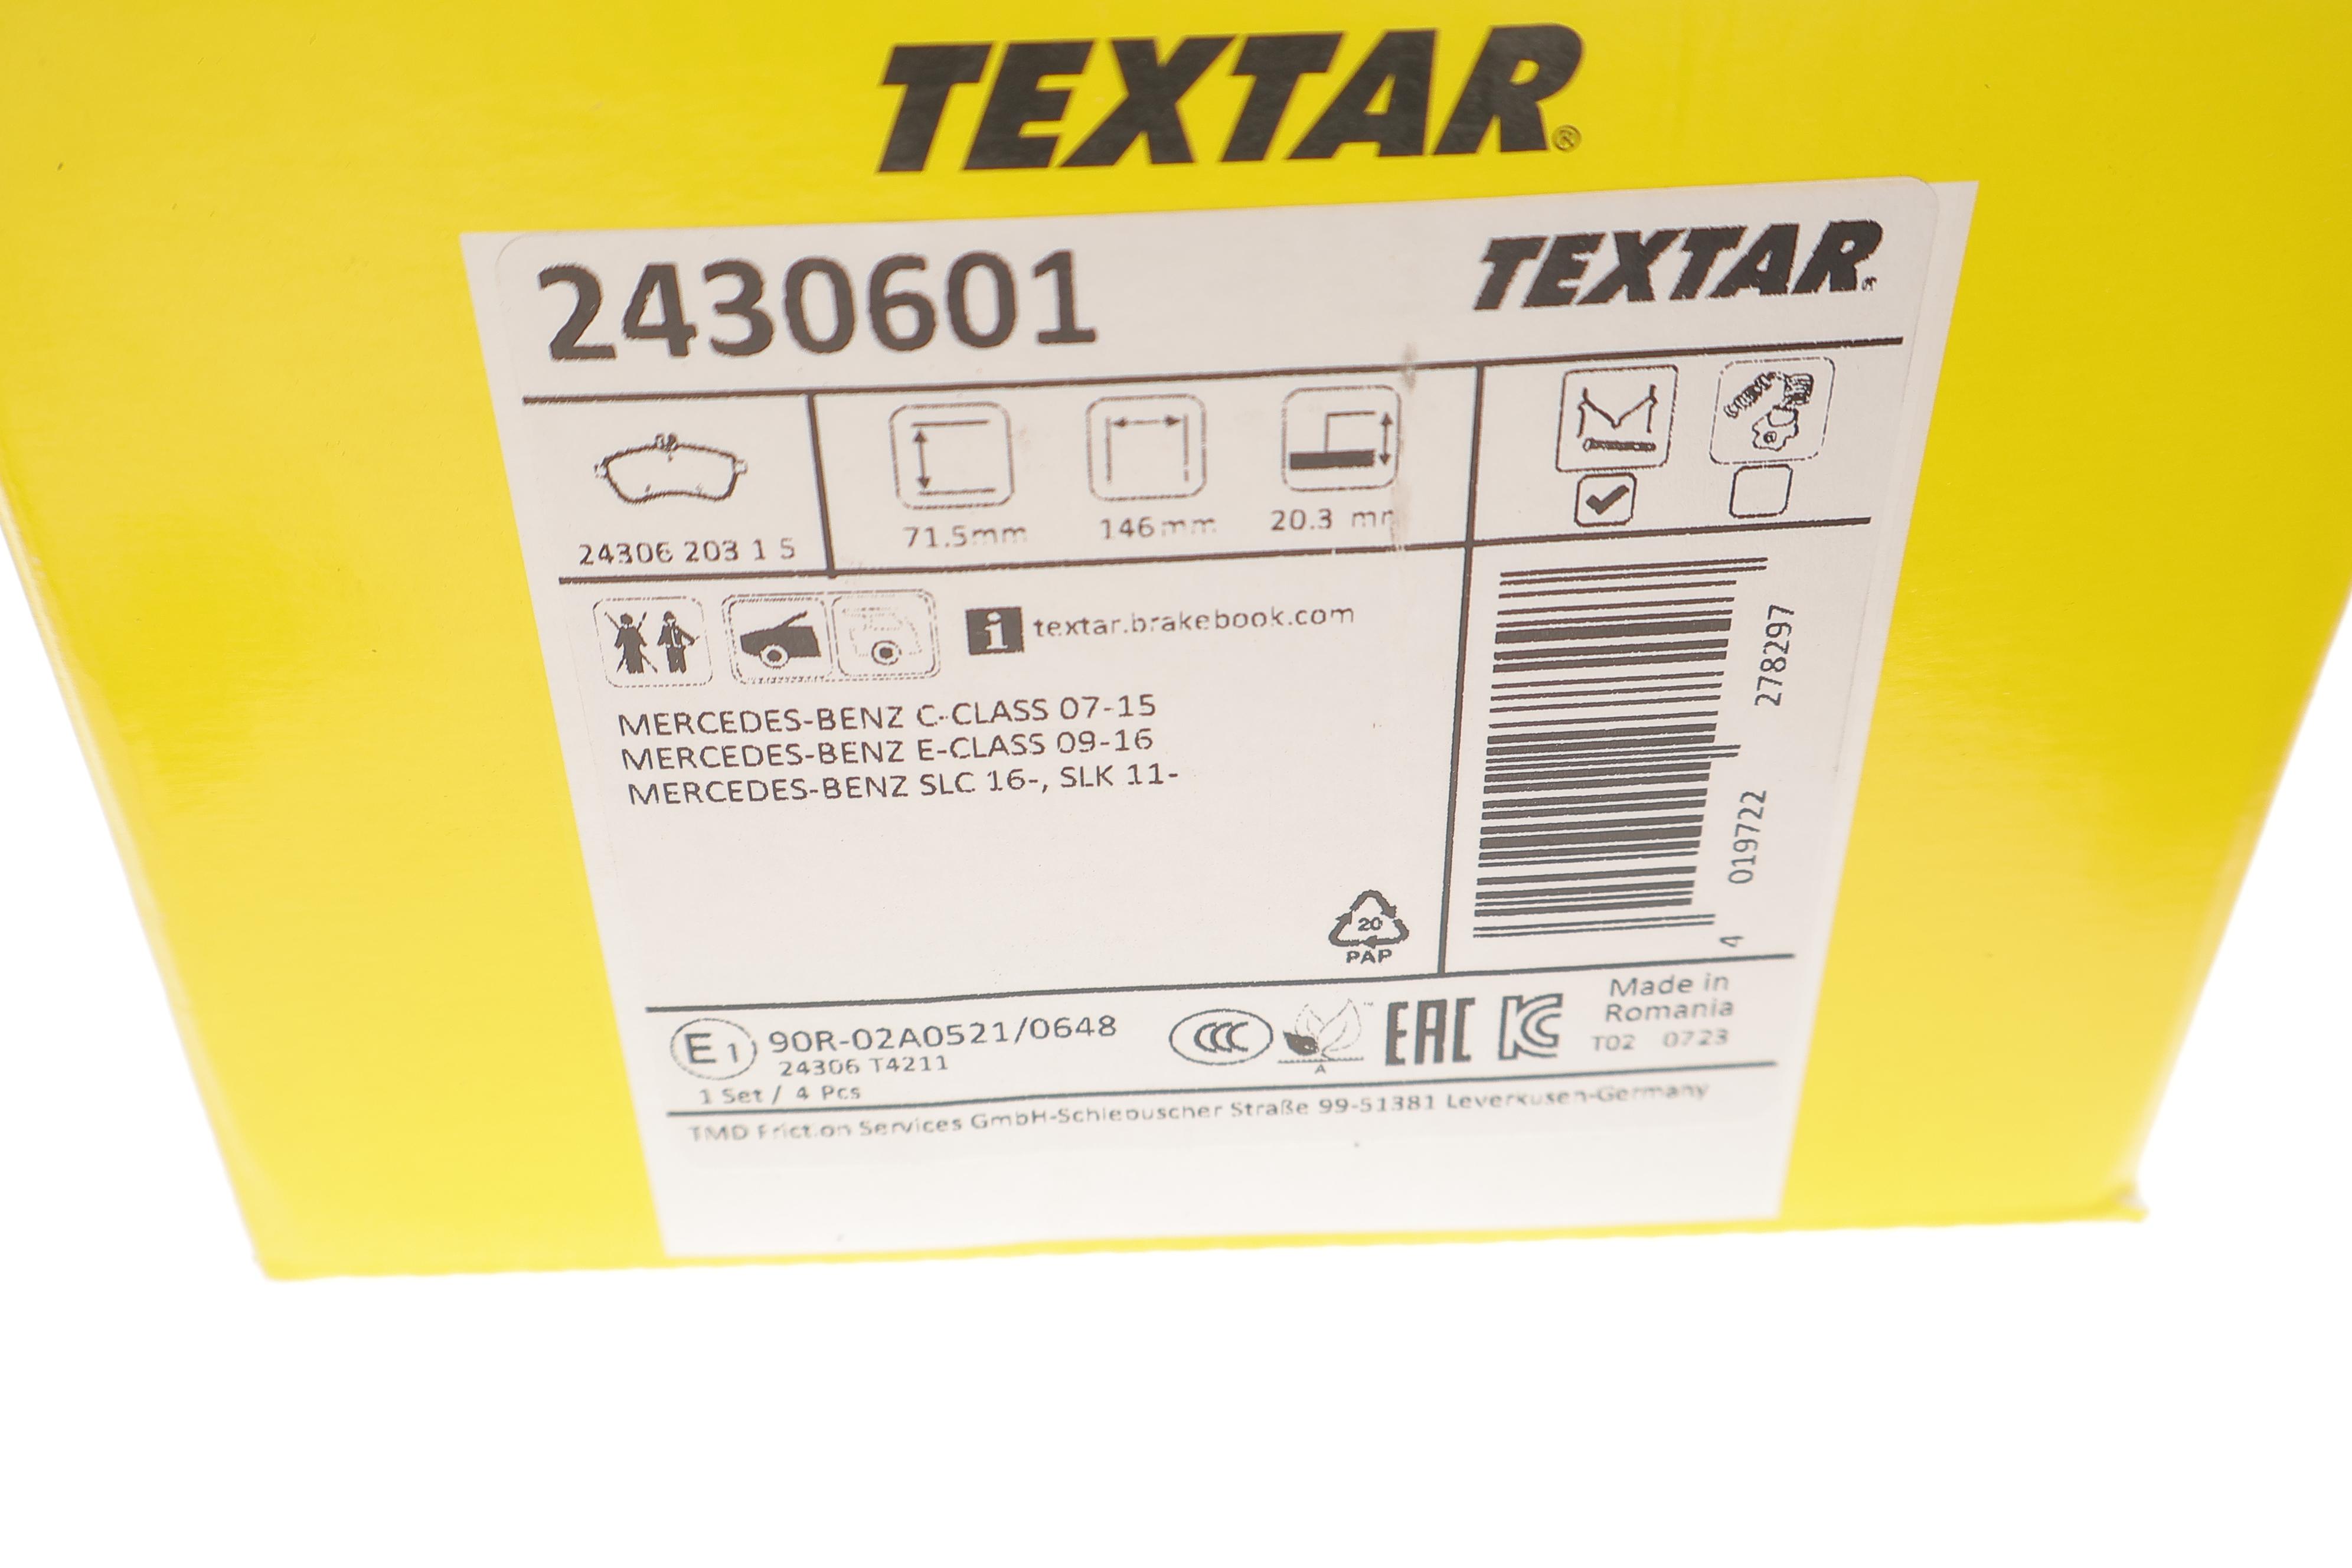 TEXTAR®
2430601
TEXTAR
24306 203 1 5
71.5mm
146mm
20.3 mm
i textar.brakebook.com
MERCEDES-BENZ C-CLASS 07-15
MERCEDES-BENZ E-CLASS 09-16
MERCEDES-BENZ SLC 16-, SLK 11-
4 019722 278297
20
PAP
E1 90R-02A0521/0648
24306 T4211
1 Set / 4 Pcs
CCC
A
EAC
KC
Made in
Romania
T02 0723
TMD Friction Services GmbH-Schlebuscher Straße 99-51381 Leverkusen-Germany